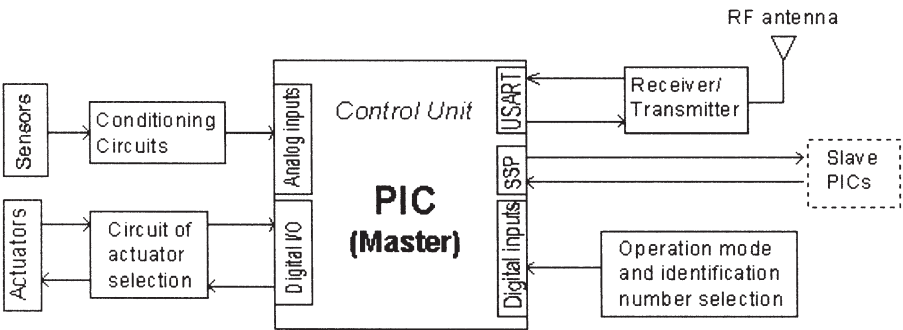 RF antenna
Sensors
Conditioning
Circuits
Analog inputs
Control Unit
USART
Receiver/
Transmitter
SSP
Slave
PICs
PIC
(Master)
Actuators
Circuit of
actuator
selection
Digital I/O
Digital inputs
Operation mode
and identification
number selection